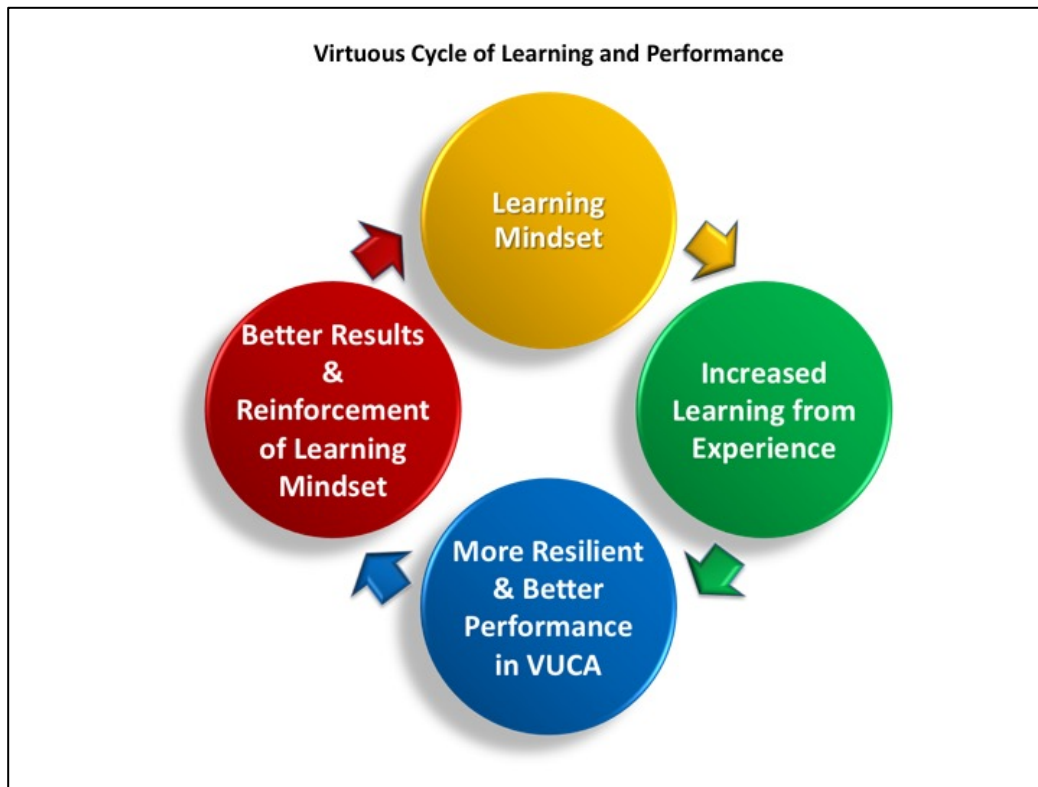 Virtuous Cycle of Learning and Performance
Learning
Mindset
Increased
Learning from
Experience
More Resilient
& Better
Performance
in VUCA
Better Results
&
Reinforcement
of Learning
Mindset